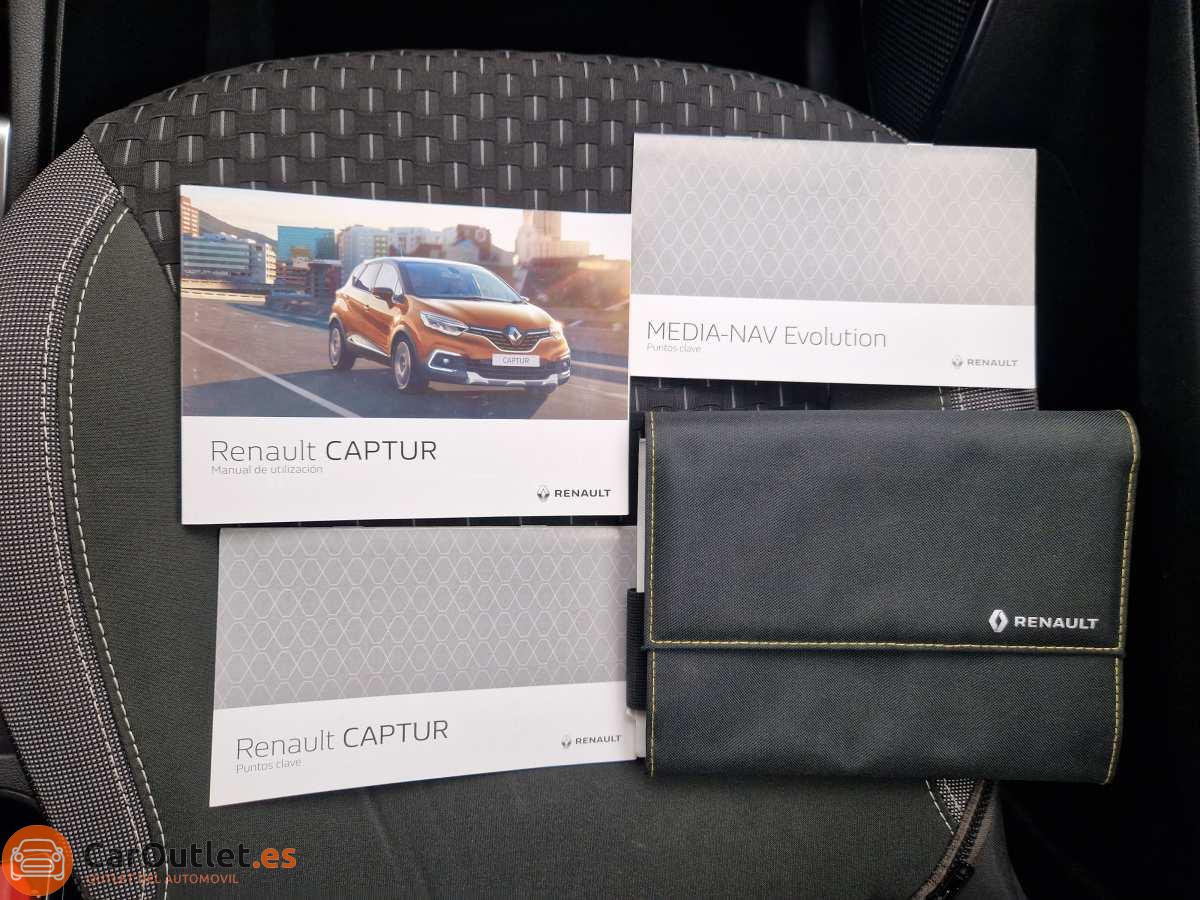 CAPTUR
Renault CAPTUR
Manual de utilización
RENAULT
MEDIA-NAV Evolution
Puntos clave
RENAULT
Renault CAPTUR
Puntos clave
RENAULT
RENAULT
CarOutlet.es
OUTLET DEL AUTOMOVIL